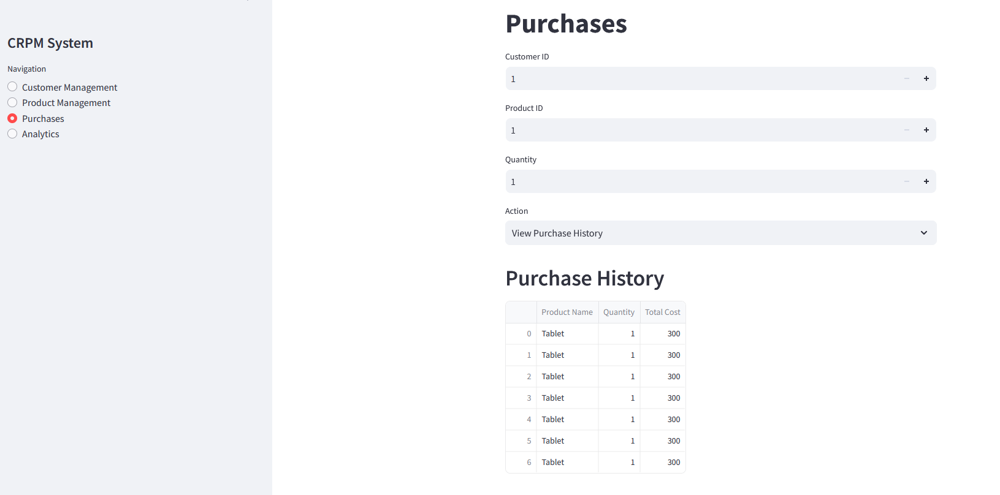 CRPM System
Navigation
Customer Management
Product Management
Purchases
Analytics
Purchases
Customer ID
1
Product ID
1
Quantity
1
Action
View Purchase History
Purchase History
Product Name Quantity Total Cost
0 Tablet 1 300
1 Tablet 1 300
2 Tablet 1 300
3 Tablet 1 300
4 Tablet 1 300
5 Tablet 1 300
6 Tablet 1 300